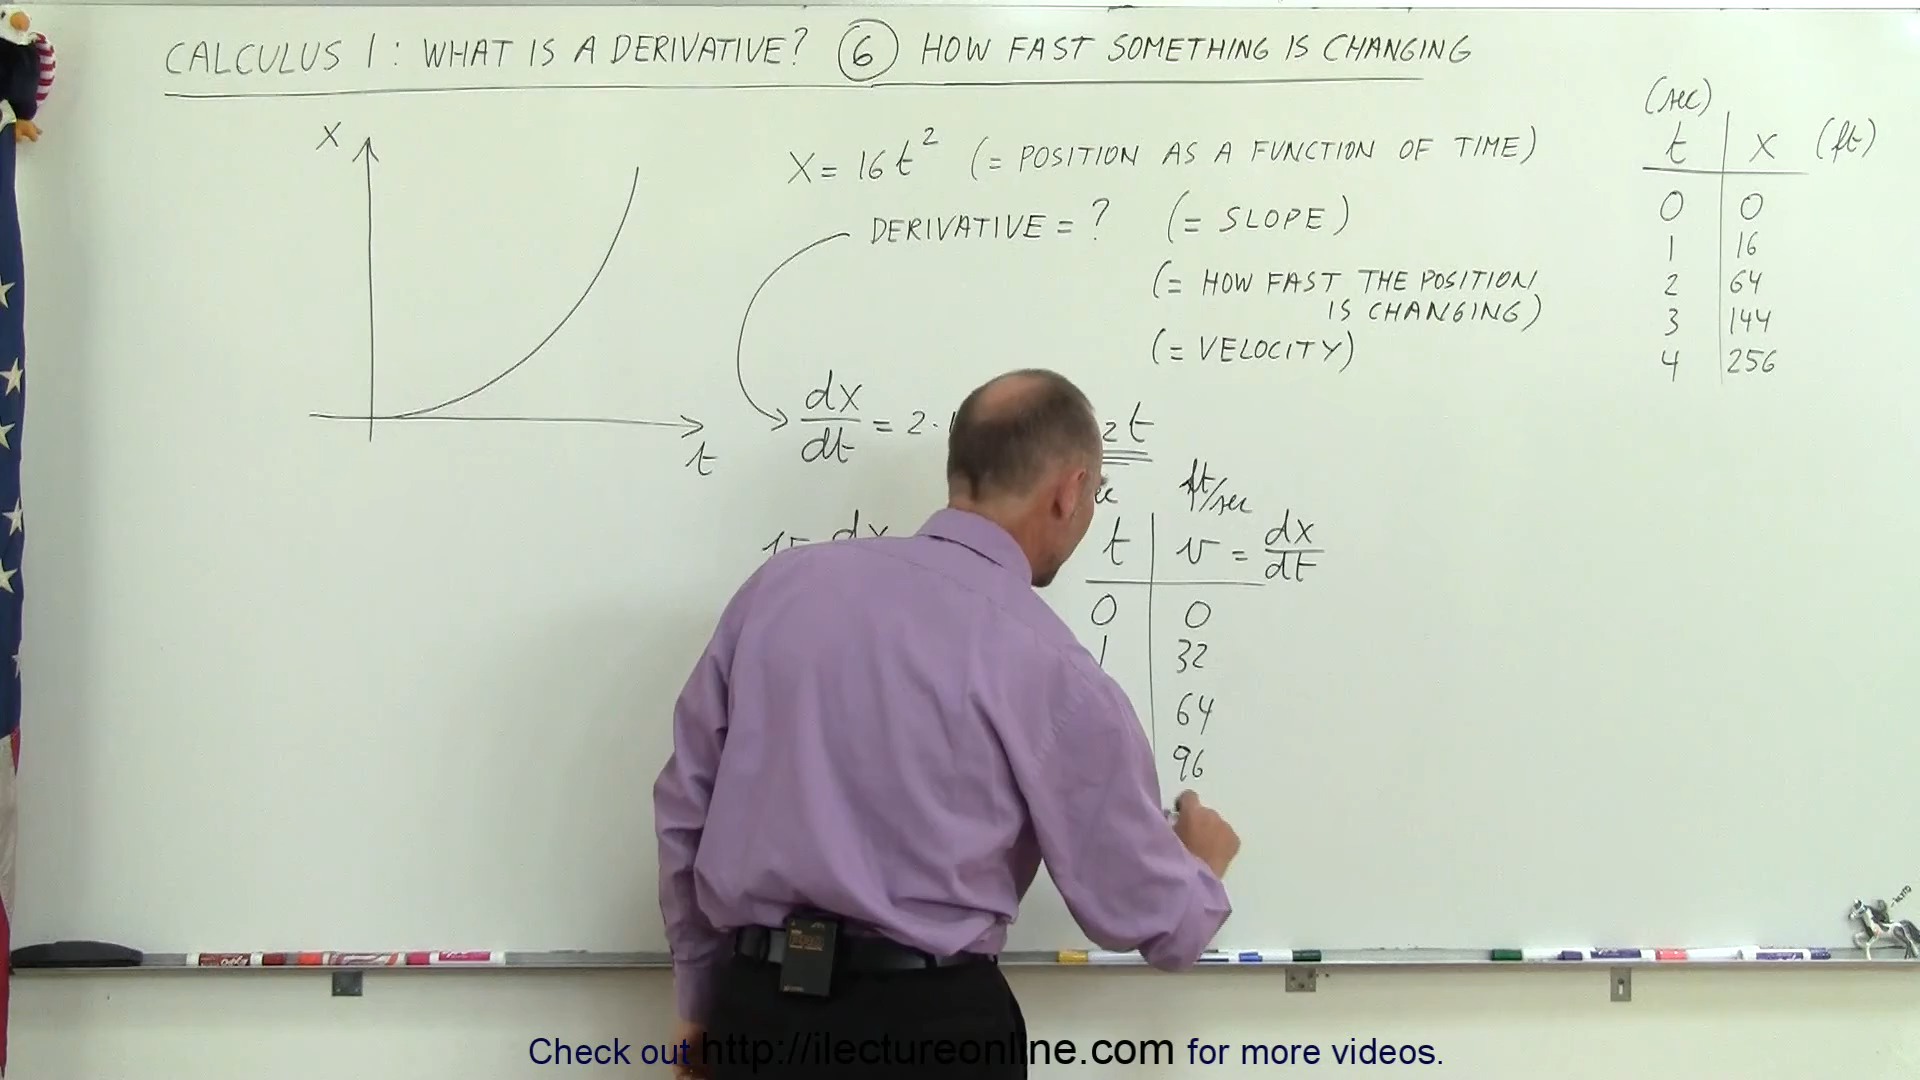 CALCULUS 1: WHAT IS A DERIVATIVE? ⑥ HOW FAST SOMETHING IS CHANGING
X
t
X = 16t² (= POSITION AS A FUNCTION OF TIME)
DERIVATIVE = ? (= SLOPE)
(= HOW FAST THE POSITION
IS CHANGING)
(= VELOCITY)
dx/dt = 2· 2t
v = dx
ft/sec
t | v = dx/dt
0 | 0
1 | 32
64
96
(sec)
t | x (ft)
0 | 0
1 | 16
2 | 64
3 | 144
4 | 256
Check out http://ilectureonline.com for more videos.